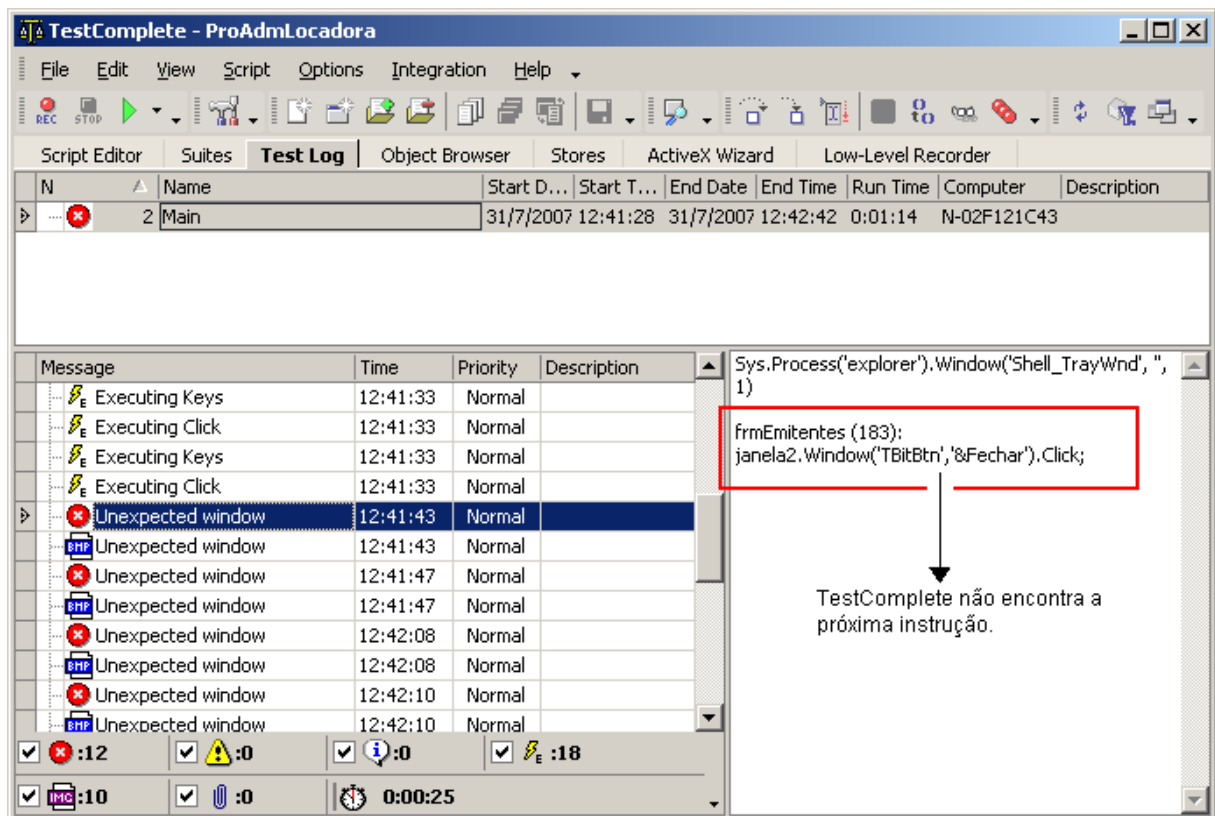 TestComplete - ProAdmLocadora
File Edit View Script Options Integration Help
REC STOP
Script Editor Suites Test Log Object Browser Stores ActiveX Wizard Low-Level Recorder
N Name Start D... Start T... End Date End Time Run Time Computer Description
2 Main 31/7/2007 12:41:28 31/7/2007 12:42:42 0:01:14 N-02F121C43
Message Time Priority Description
E Executing Keys 12:41:33 Normal
E Executing Click 12:41:33 Normal
E Executing Keys 12:41:33 Normal
E Executing Click 12:41:33 Normal
Unexpected window 12:41:43 Normal
BMP Unexpected window 12:41:43 Normal
Unexpected window 12:41:47 Normal
BMP Unexpected window 12:41:47 Normal
Unexpected window 12:42:08 Normal
BMP Unexpected window 12:42:08 Normal
Unexpected window 12:42:10 Normal
BMP Unexpected window 12:42:10 Normal
:12 :0 :0 E :18
IMG :10 :0 0:00:25
Sys.Process('explorer').Window('Shell_TrayWnd', '',
1)
frmEmitentes (183):
janela2.Window('TBitBtn','&Fechar').Click;
TestComplete não encontra a
próxima instrução.